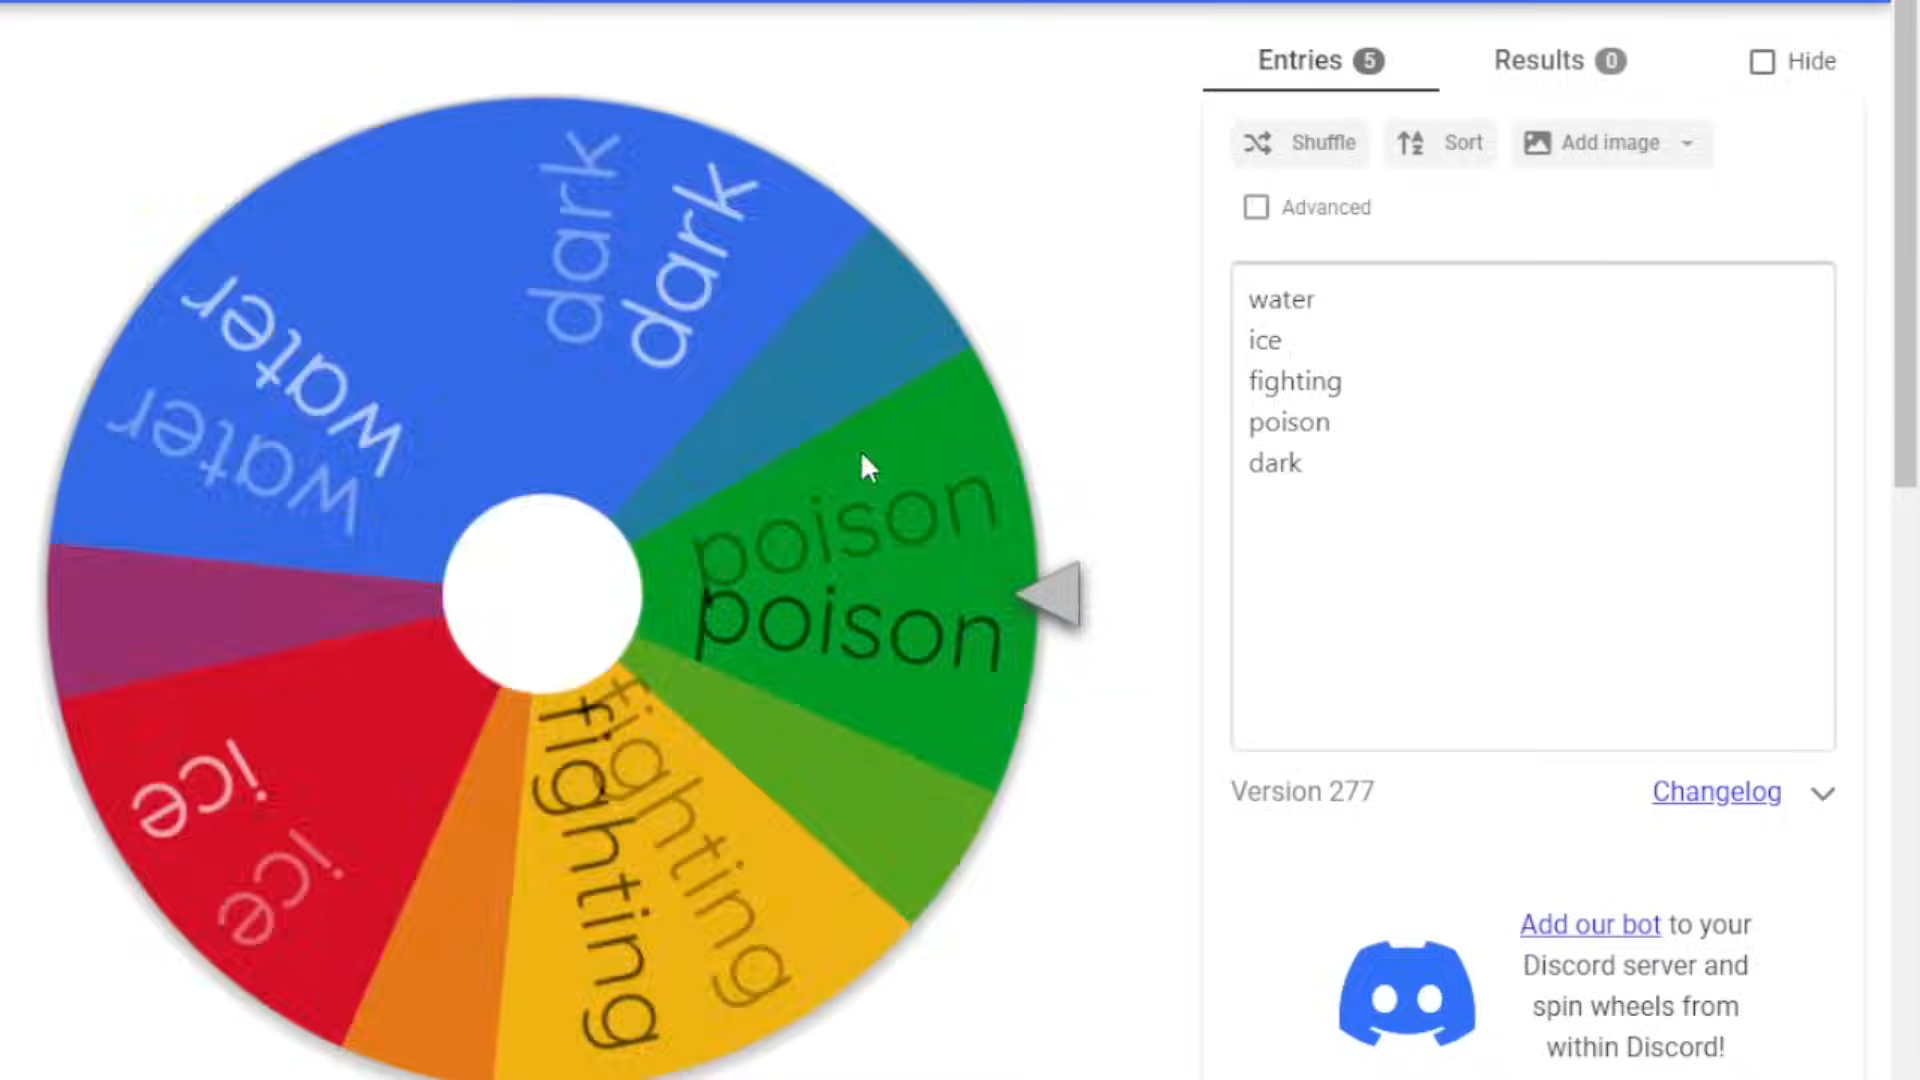 Entries 5
Results 0
Hide
Shuffle
Sort
Add image
Advanced
water
ice
fighting
poison
dark
Version 277
Changelog
Add our bot to your
Discord server and
spin wheels from
within Discord!
dark
dark
water
water
poison
poison
ice
ice
fighting
fighting